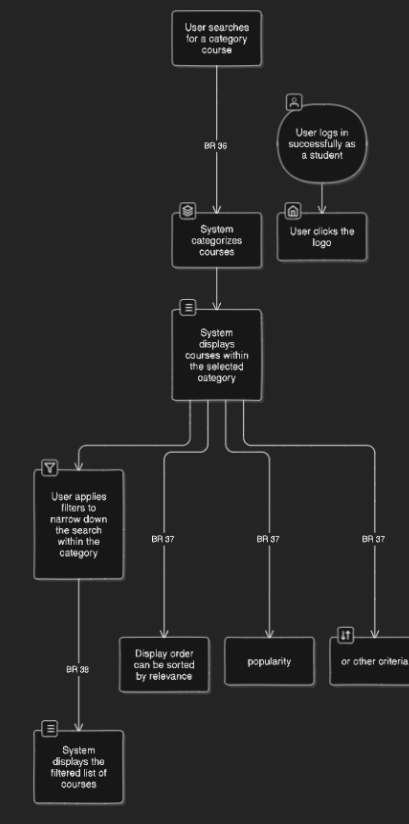 User searches
for a category
course
BR 36
User logs in
successfully as
a student
System
categorizes
courses
User clicks the
logo
System
displays
courses within
the selected
category
User applies
filters to
narrow down
the search
within the
category
BR 37
BR 37
BR 37
Display order
can be sorted
by relevance
popularity
or other criteria
BR 38
System
displays the
filtered list of
courses